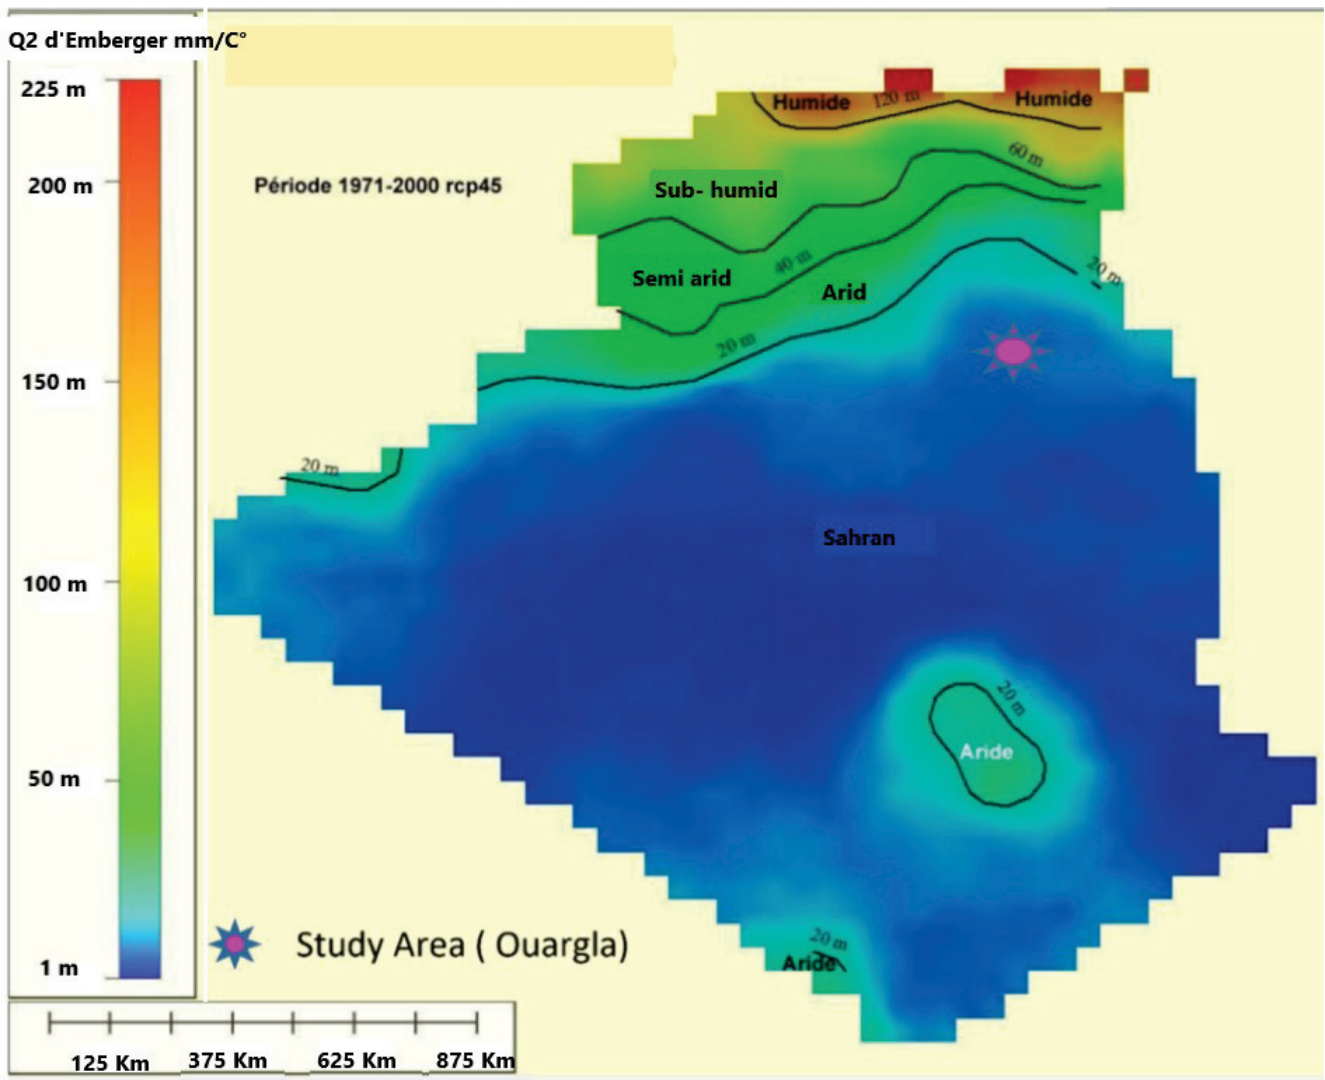 Q2 d'Emberger mm/C°
225 m
200 m
150 m
100 m
50 m
1 m
Période 1971-2000 rcp45
Humide
120 m
Humide
60 m
Sub- humid
40 m
Semi arid
Arid
20 m
20 m
20 m
Sahran
20 m
Aride
20 m
Aride
Study Area ( Ouargla)
125 Km 375 Km 625 Km 875 Km